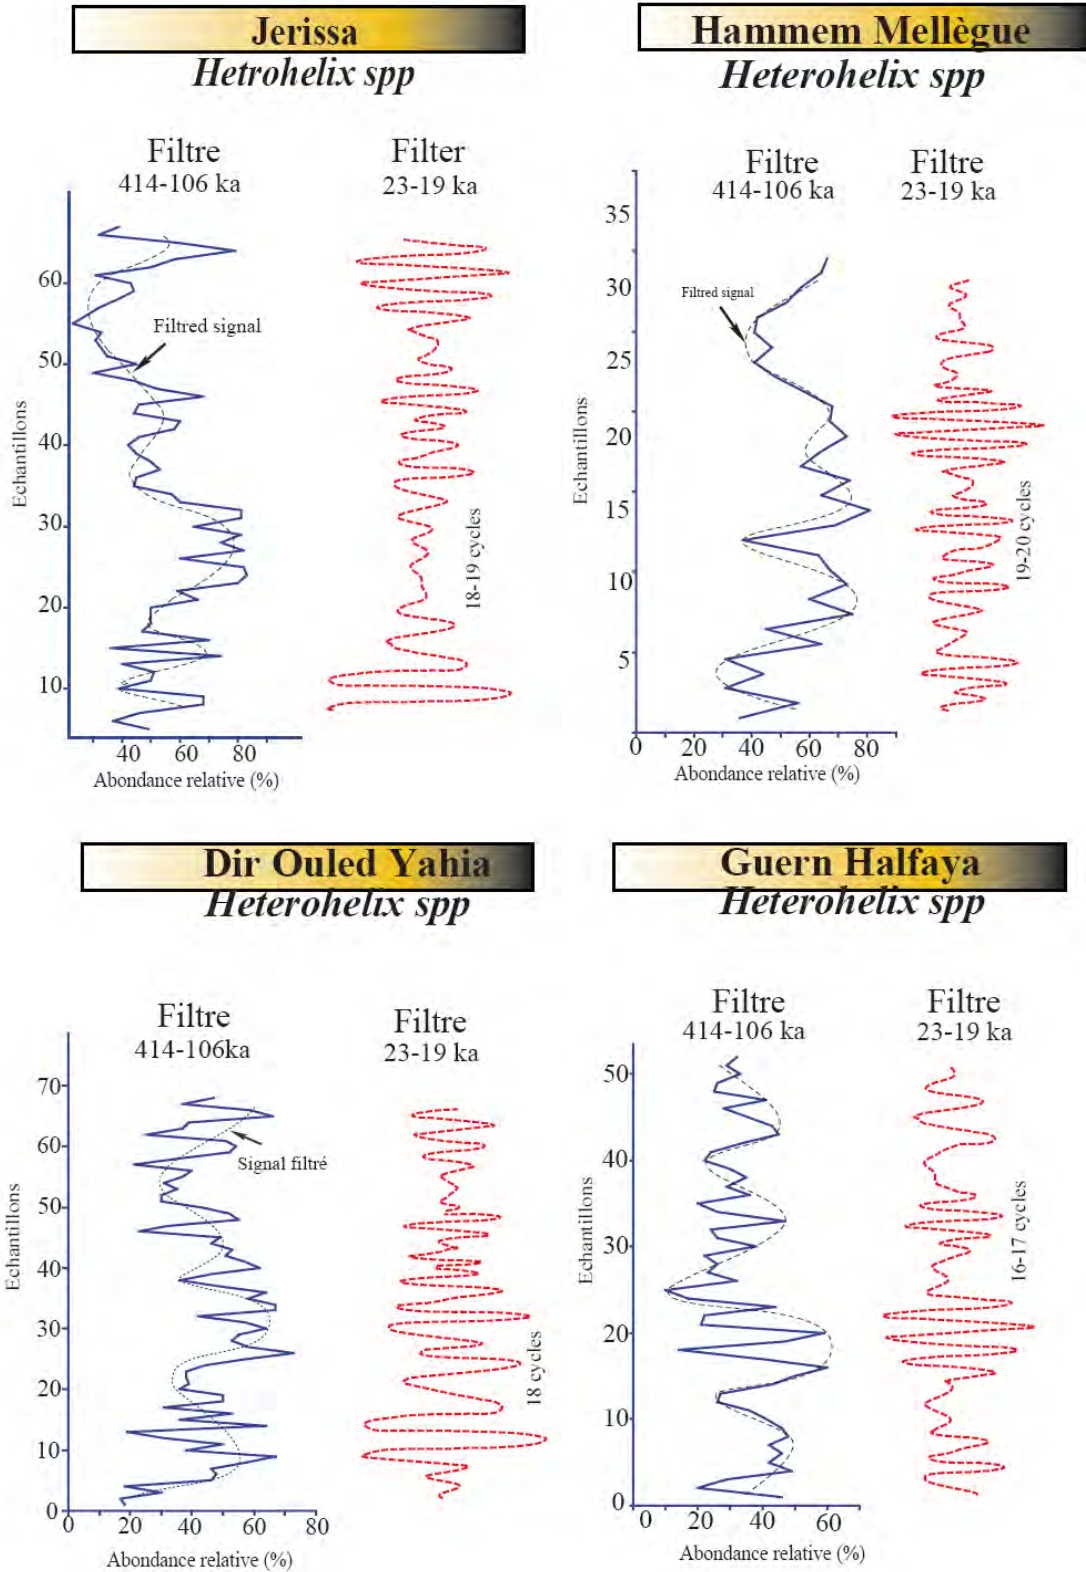 Jerissa
Hetrohelix spp
Filtre
414-106 ka
Filter
23-19 ka
60
50
40
30
20
10
Echantillons
Filtred signal
18-19 cycles
40 60 80
Abondance relative (%)
Hammem Mellègue
Heterohelix spp
Filtre
414-106 ka
Filtre
23-19 ka
35
30
25
20
15
10
5
Echantillons
Filtred signal
19-20 cycles
0 20 40 60 80
Abondance relative (%)
Dir Ouled Yahia
Heterohelix spp
Filtre
414-106ka
Filtre
23-19 ka
70
60
50
40
30
20
10
0
Echantillons
Signal filtré
18 cycles
0 20 40 60 80
Abondance relative (%)
Guern Halfaya
Heterohelix spp
Filtre
414-106 ka
Filtre
23-19 ka
50
40
30
20
10
0
Echantillons
16-17 cycles
0 20 40 60
Abondance relative (%)